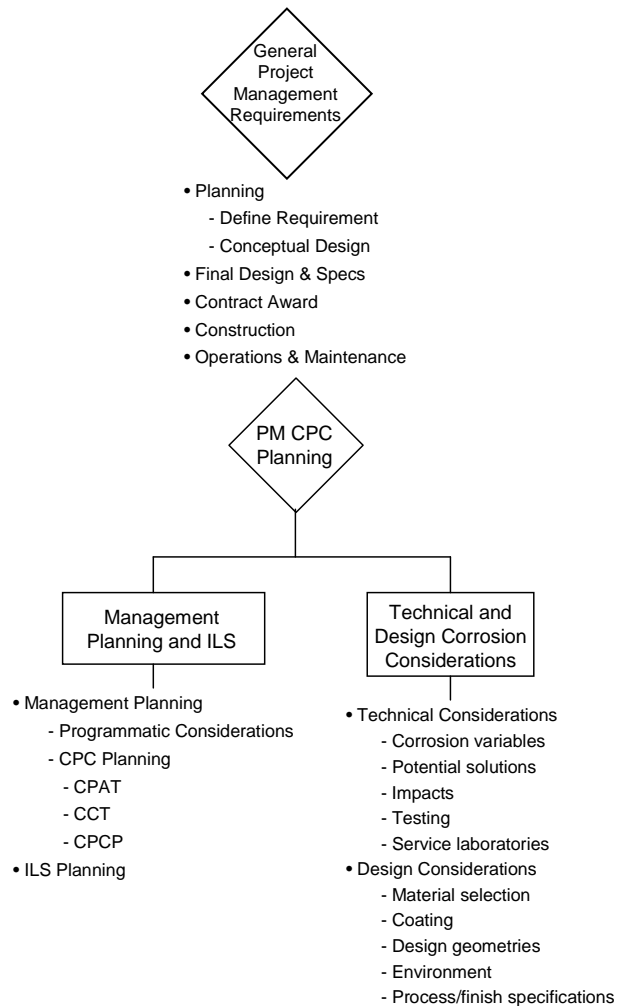 General
Project
Management
Requirements
• Planning
- Define Requirement
- Conceptual Design
• Final Design & Specs
• Contract Award
• Construction
• Operations & Maintenance
PM CPC
Planning
Management
Planning and ILS
• Management Planning
- Programmatic Considerations
- CPC Planning
- CPAT
- CCT
- CPCP
• ILS Planning
Technical and
Design Corrosion
Considerations
• Technical Considerations
- Corrosion variables
- Potential solutions
- Impacts
- Testing
- Service laboratories
• Design Considerations
- Material selection
- Coating
- Design geometries
- Environment
- Process/finish specifications